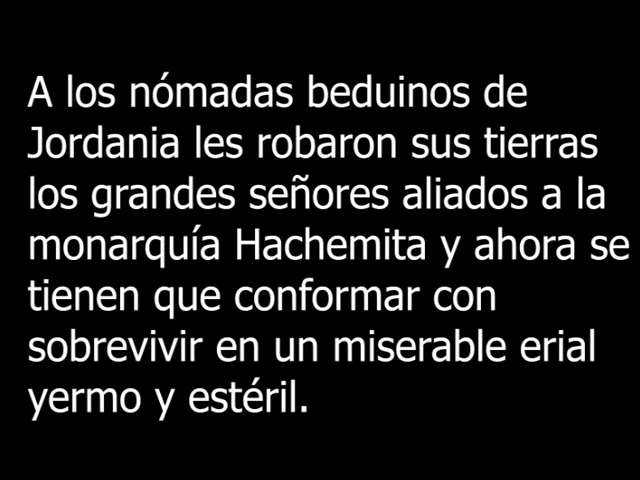 A los nómadas beduinos de
Jordania les robaron sus tierras
los grandes señores aliados a la
monarquía Hachemita y ahora se
tienen que conformar con
sobrevivir en un miserable erial
yermo y estéril.